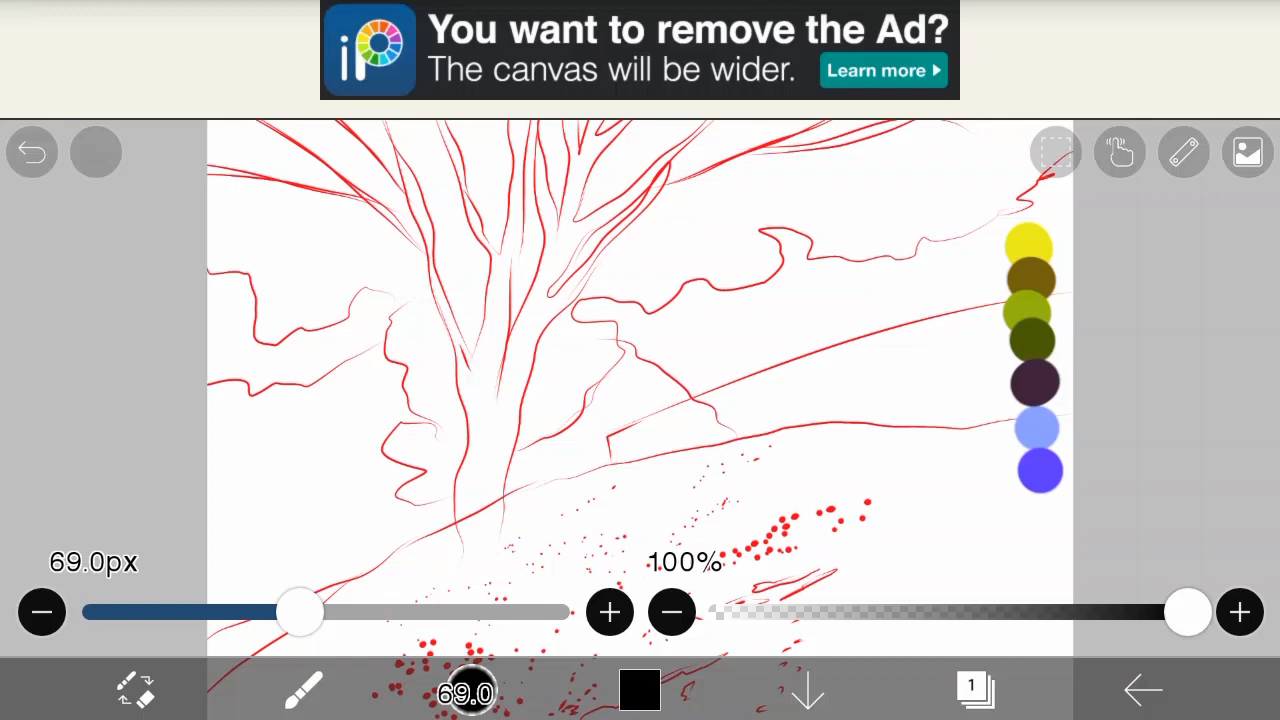 iP
You want to remove the Ad?
The canvas will be wider.
Learn more
69.0px
100%
69.0
1